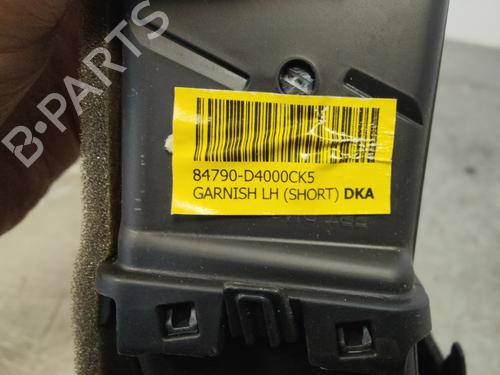 B-PARTS
84790-D4000CK5
GARNISH LH (SHORT) DKA